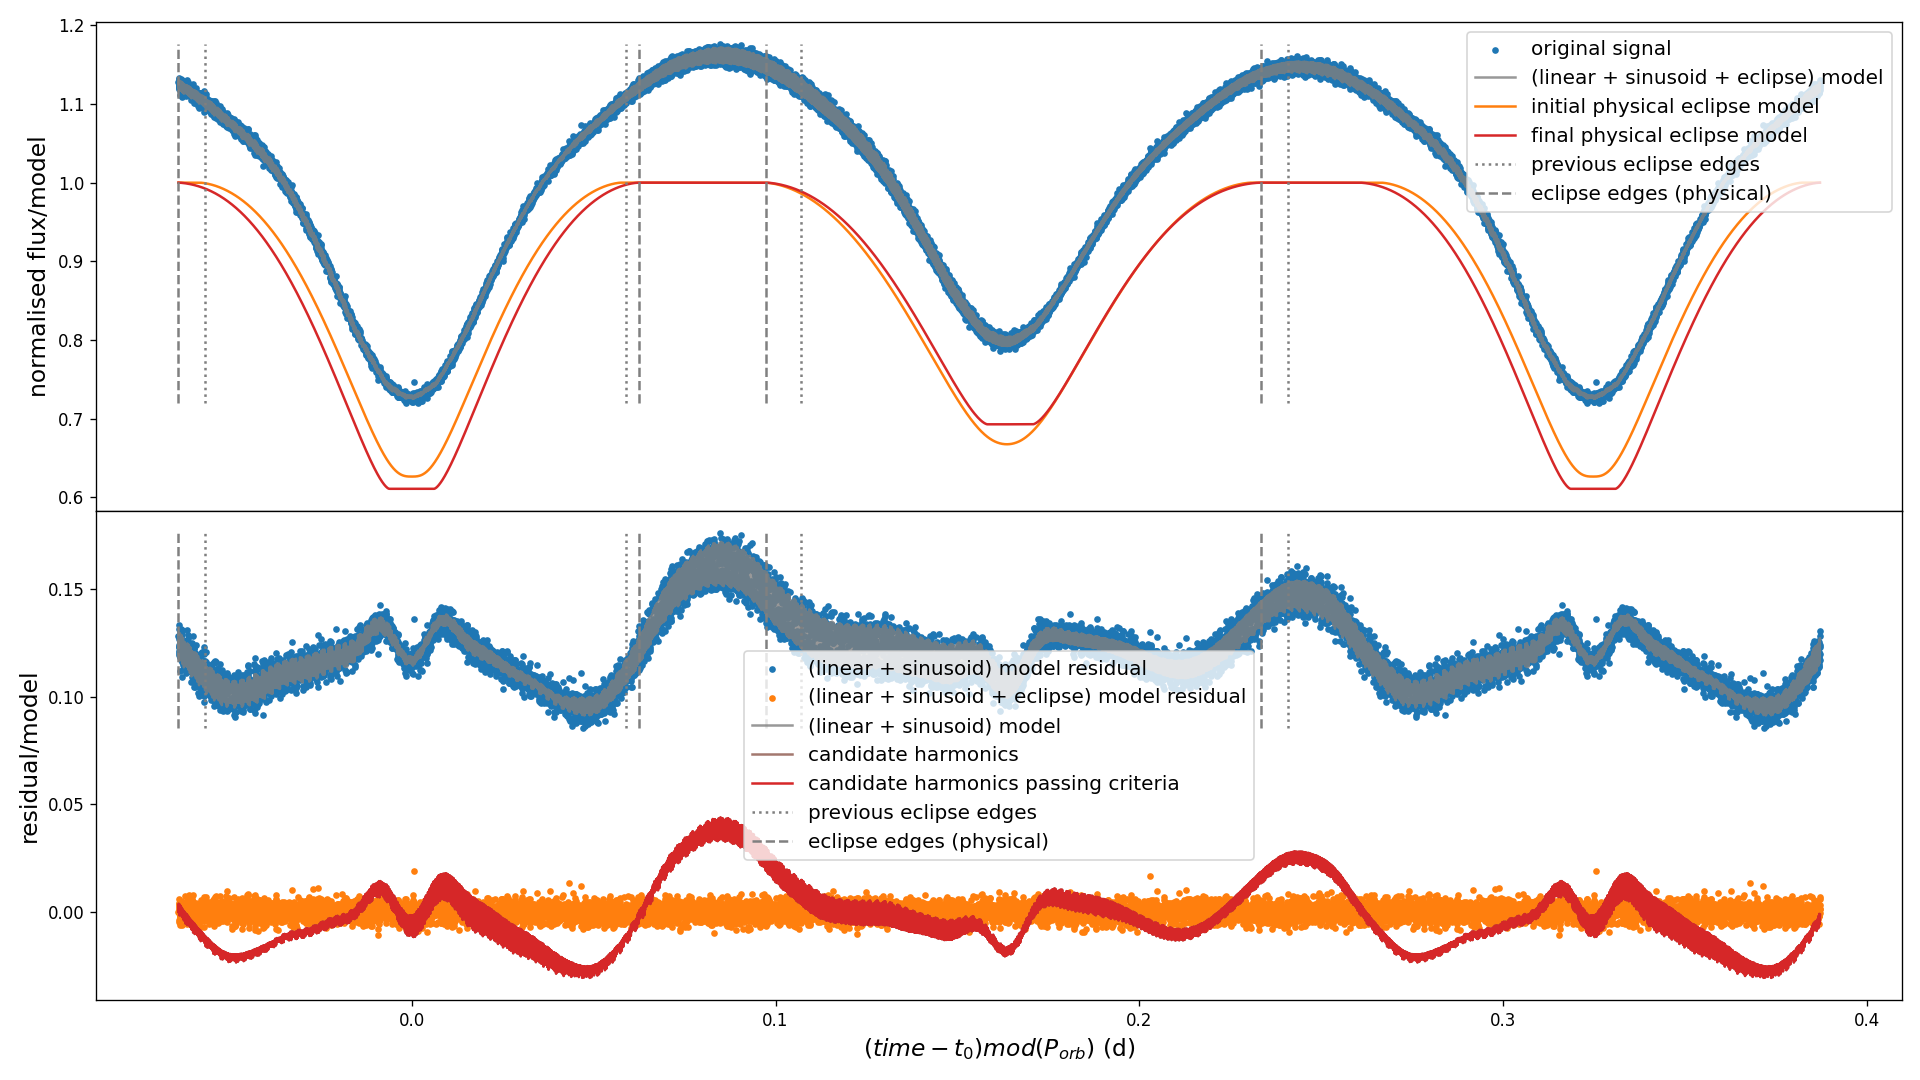 1.2
1.1
1.0
0.9
0.8
0.7
0.6
normalised flux/model
original signal
(linear + sinusoid + eclipse) model
initial physical eclipse model
final physical eclipse model
previous eclipse edges
eclipse edges (physical)
0.15
0.10
0.05
0.00
residual/model
(linear + sinusoid) model residual
(linear + sinusoid + eclipse) model residual
(linear + sinusoid) model
candidate harmonics
candidate harmonics passing criteria
previous eclipse edges
eclipse edges (physical)
0.0 0.1 0.2 0.3 0.4
(time − t₀)mod(P_orb) (d)